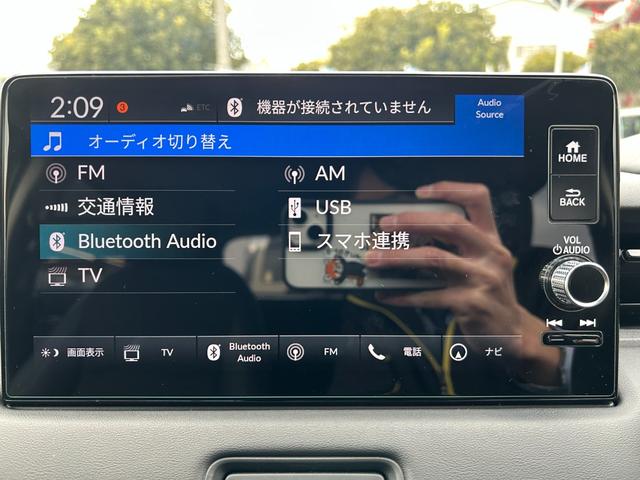 2:09 3 ETC 機器が接続されていません Audio
Source
オーディオ切り替え
FM AM
交通情報 USB
Bluetooth Audio スマホ連携
TV
画面表示 TV Bluetooth
Audio FM 電話 ナビ
HOME
BACK
VOL
AUDIO